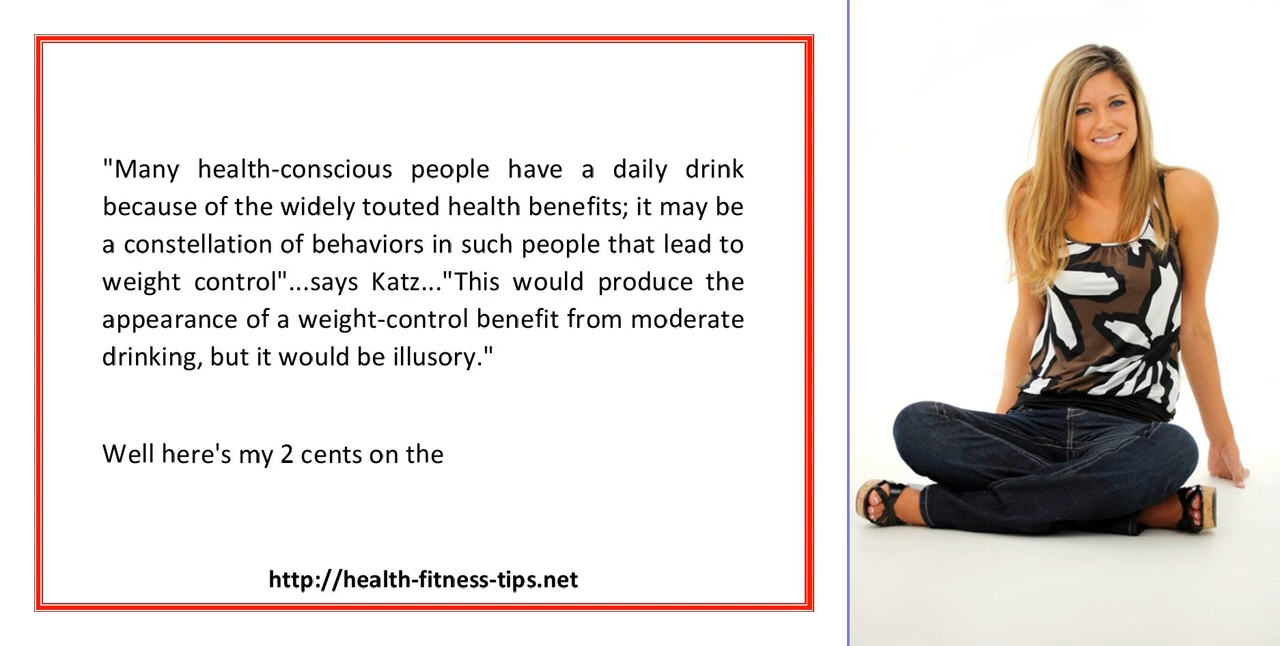 "Many health-conscious people have a daily drink
because of the widely touted health benefits; it may be
a constellation of behaviors in such people that lead to
weight control"...says Katz..."This would produce the
appearance of a weight-control benefit from moderate
drinking, but it would be illusory."
Well here's my 2 cents on the
http://health-fitness-tips.net